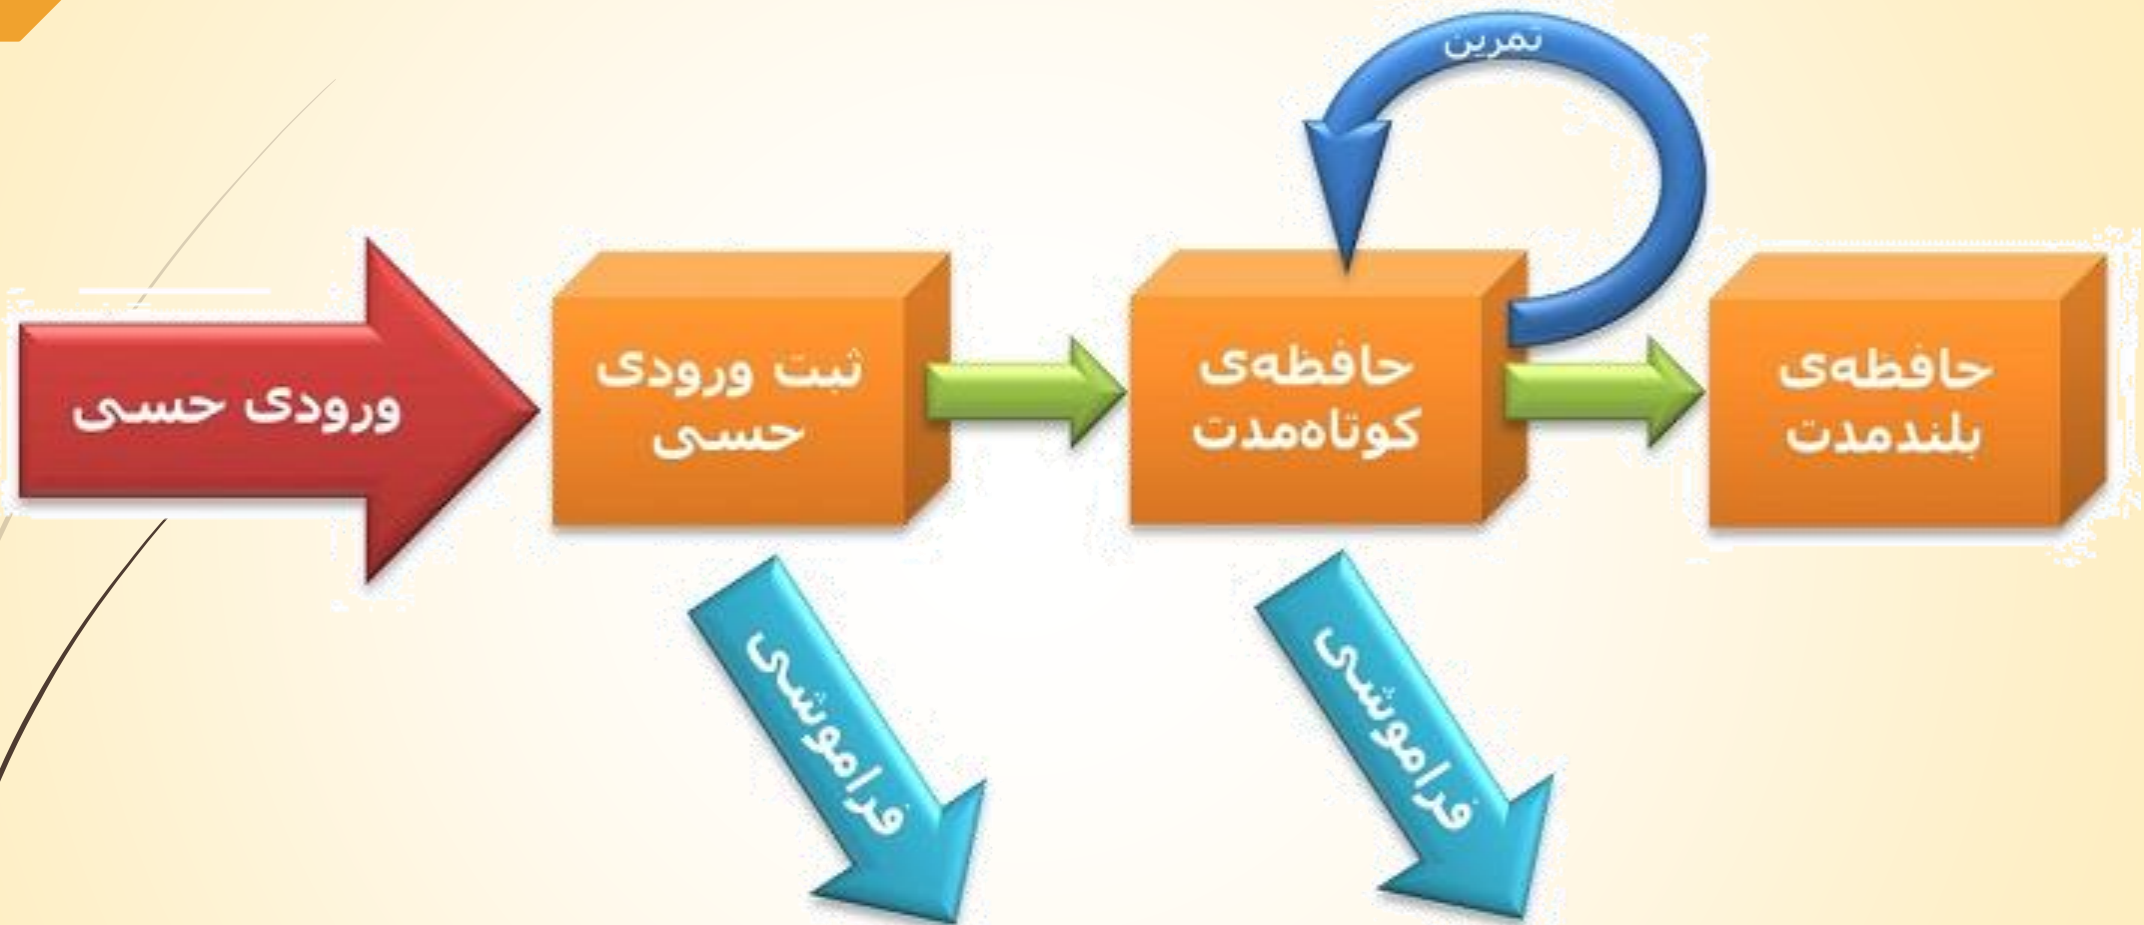 تمرین
ورودی حسی
ثبت ورودی
حسی
حافظه‌ی
کوتاه‌مدت
حافظه‌ی
بلندمدت
فراموشی
فراموشی